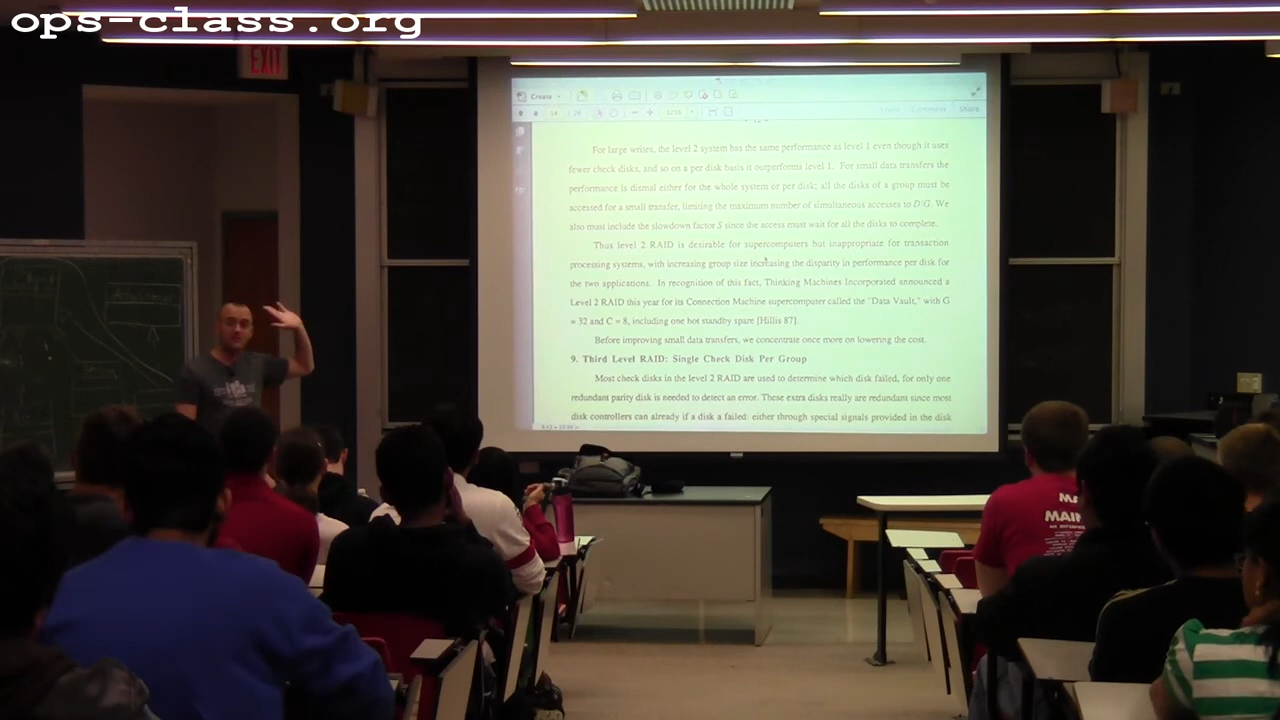 ops-class.org
EXIT
Create
14 / 26
125%
Comment
Share
For large writes, the level 2 system has the same performance as level 1 even though it uses
fewer check disks, and so on a per disk basis it outperforms level 1. For small data transfers the
performance is dismal either for the whole system or per disk; all the disks of a group must be
accessed for a small transfer, limiting the maximum number of simultaneous accesses to D/G. We
also must include the slowdown factor S since the access must wait for all the disks to complete.
Thus level 2 RAID is desirable for supercomputers but inappropriate for transaction
processing systems, with increasing group size increasing the disparity in performance per disk for
the two applications. In recognition of this fact, Thinking Machines Incorporated announced a
Level 2 RAID this year for its Connection Machine supercomputer called the "Data Vault," with G
= 32 and C = 8, including one hot standby spare [Hillis 87].
Before improving small data transfers, we concentrate once more on lowering the cost.
9. Third Level RAID: Single Check Disk Per Group
Most check disks in the level 2 RAID are used to determine which disk failed, for only one
redundant parity disk is needed to detect an error. These extra disks really are redundant since most
disk controllers can already if a disk a failed: either through special signals provided in the disk
MAIN